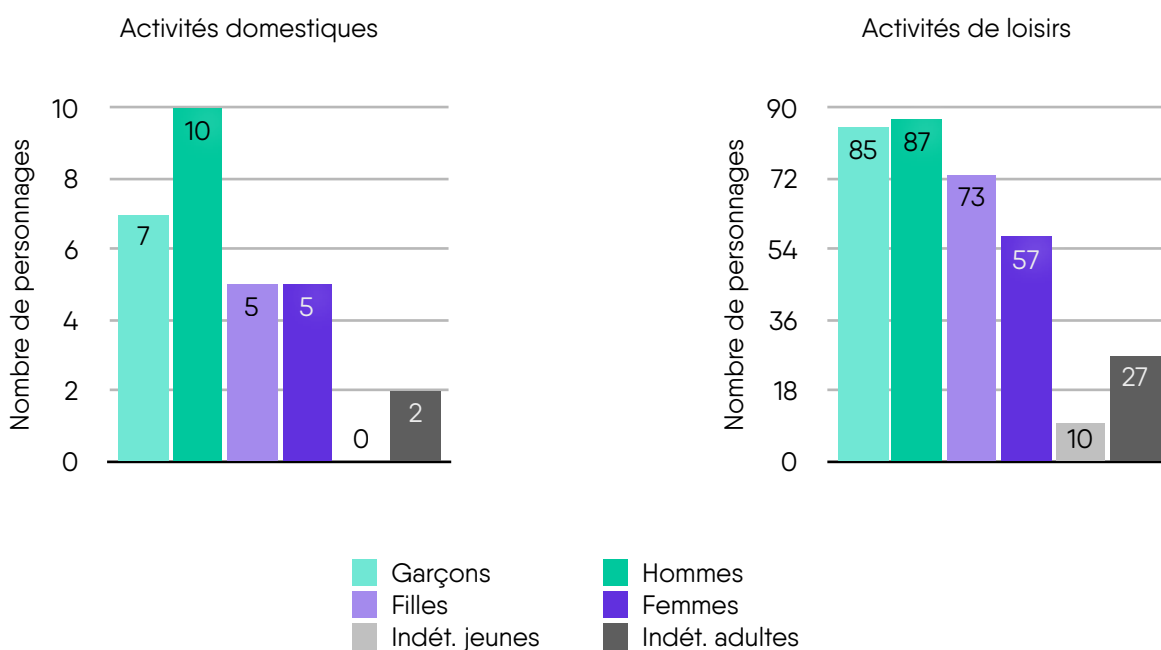 Activités domestiques
Nombre de personnages
10
8
6
4
2
0
7
10
5
5
0
2
Activités de loisirs
Nombre de personnages
90
72
54
36
18
0
85
87
73
57
10
27
Garçons
Hommes
Filles
Femmes
Indét. jeunes
Indét. adultes